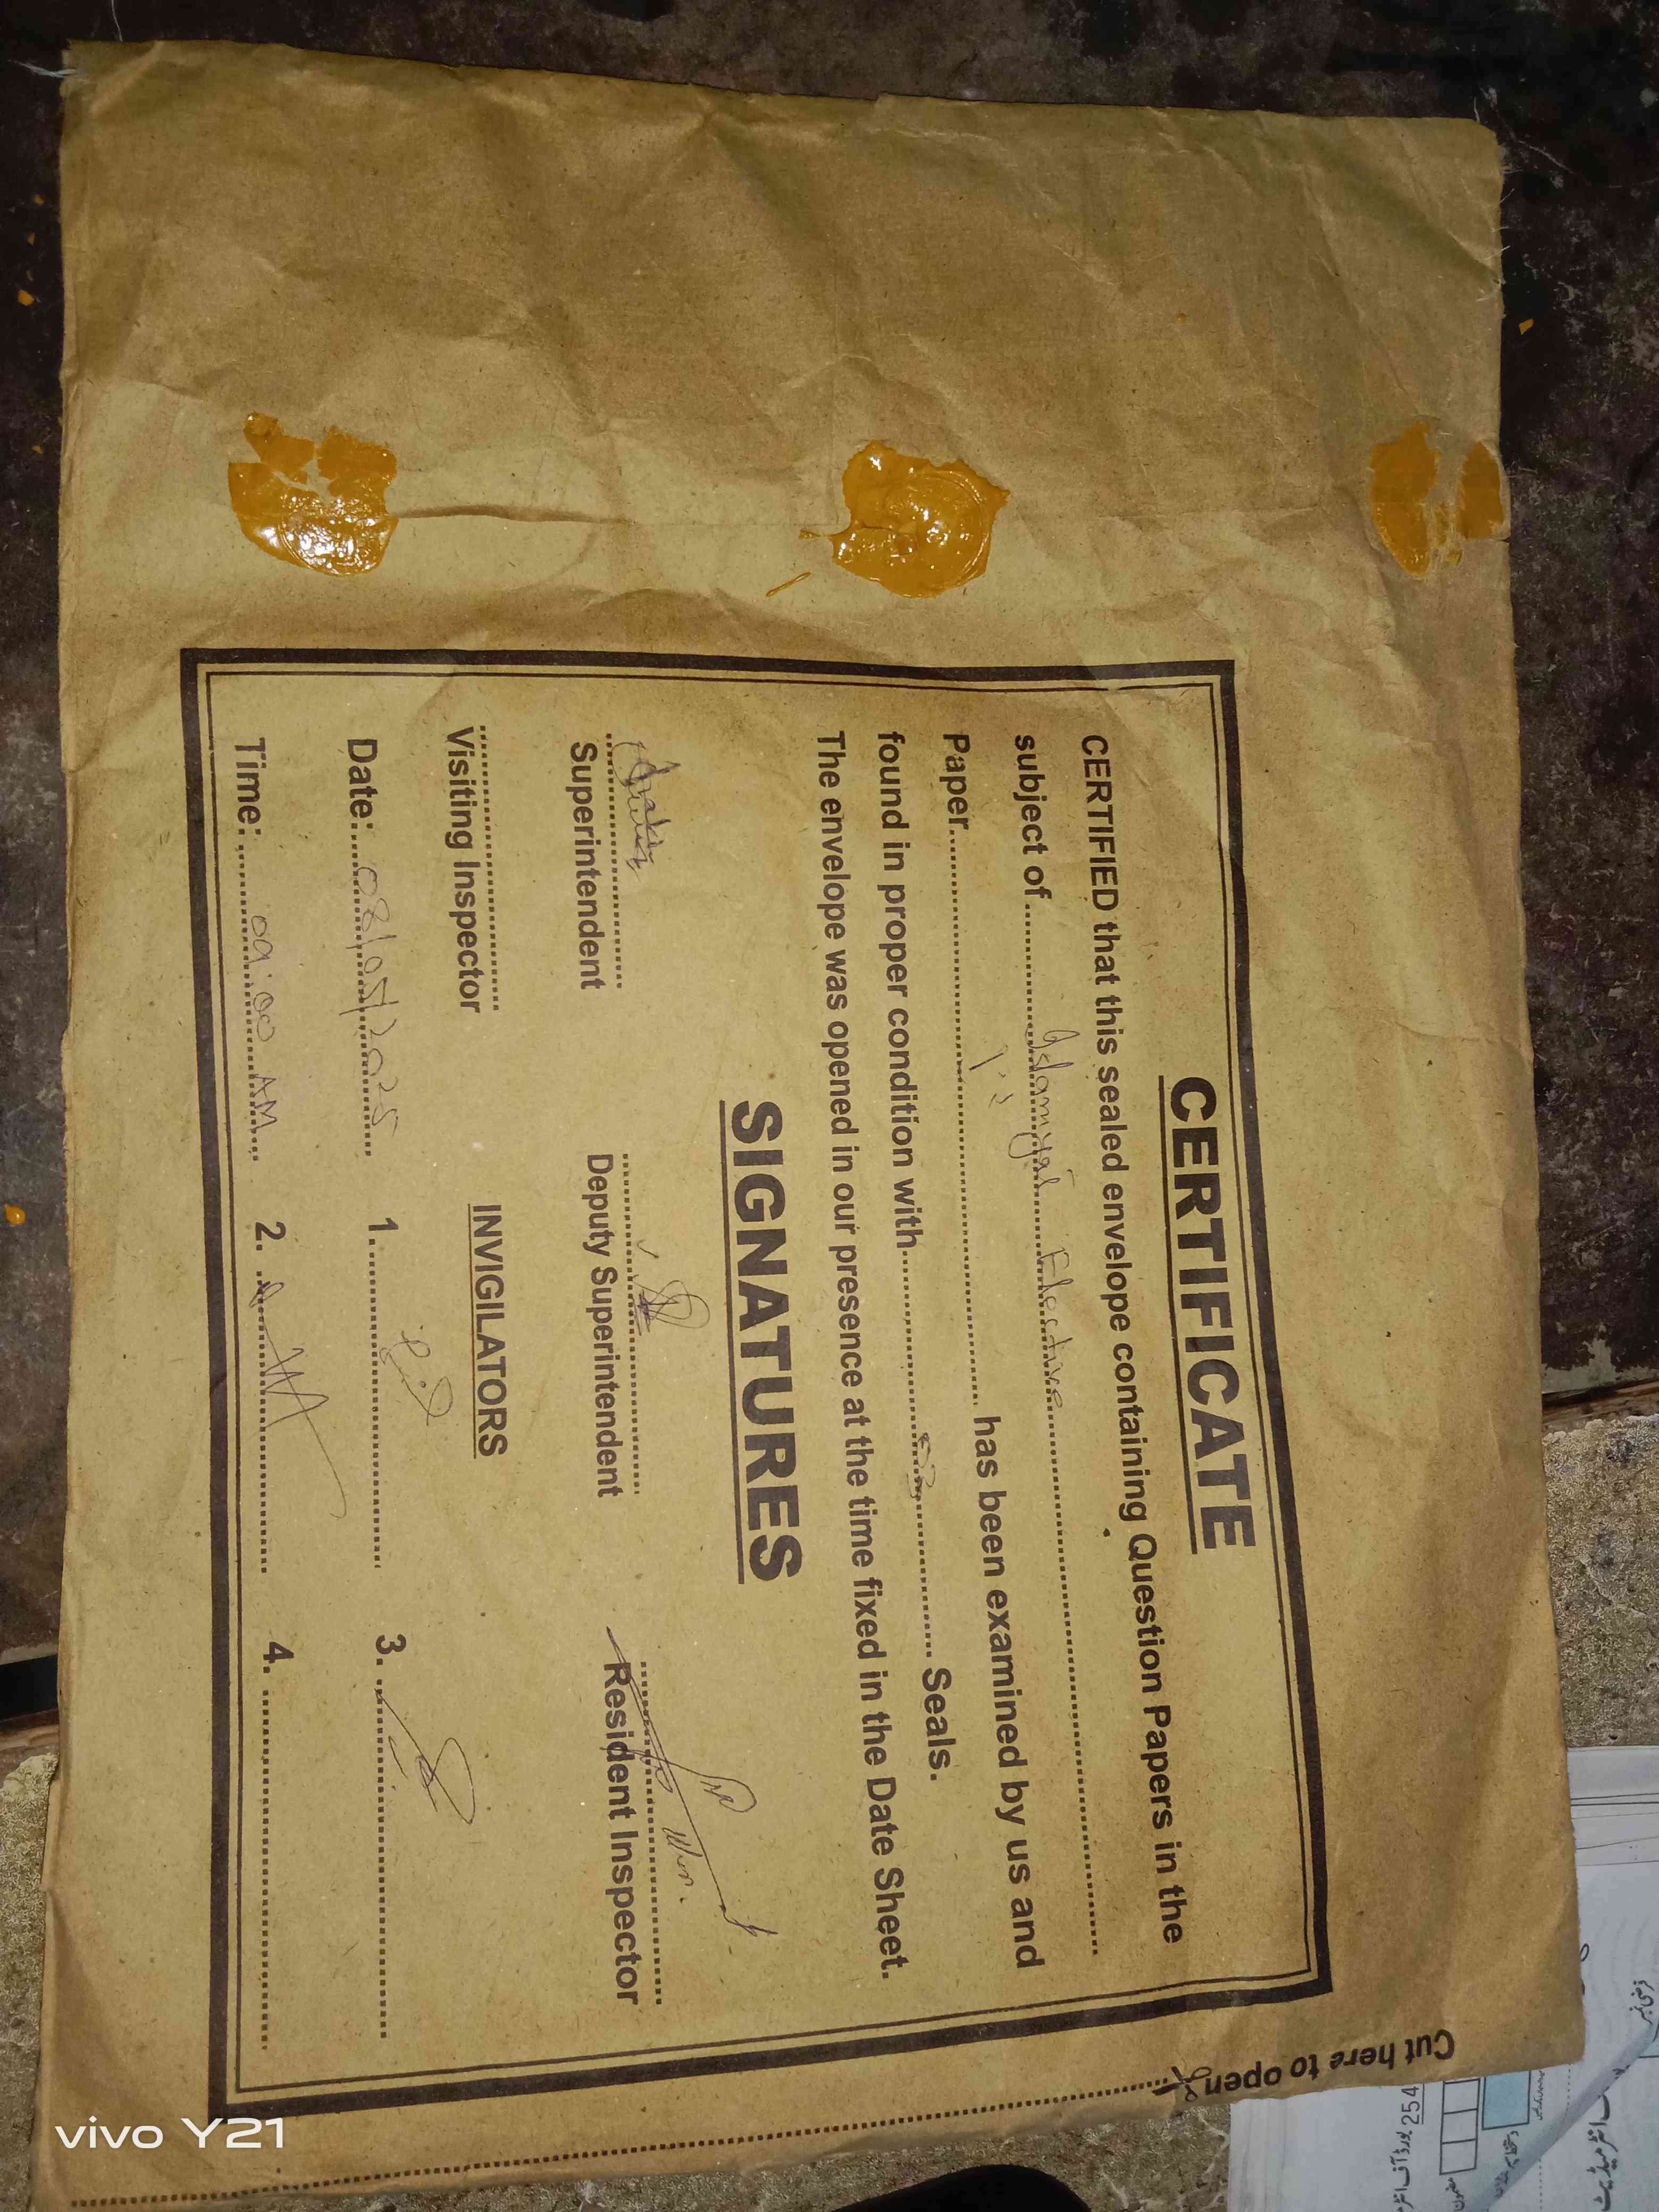 CERTIFICATE
CERTIFIED that this sealed envelope containing Question Papers in the
subject of Islamyat Elective
Paper has been examined by us and
found in proper condition with Seals.
The envelope was opened in our presence at the time fixed in the Date Sheet.
SIGNATURES
Superintendent Deputy Superintendent Resident Inspector
Visiting Inspector
INVIGILATORS
Date: 08/05/2025 1. 3.
Time: 09:00 AM 2. 4.
Cut here to open
254
vivo Y21